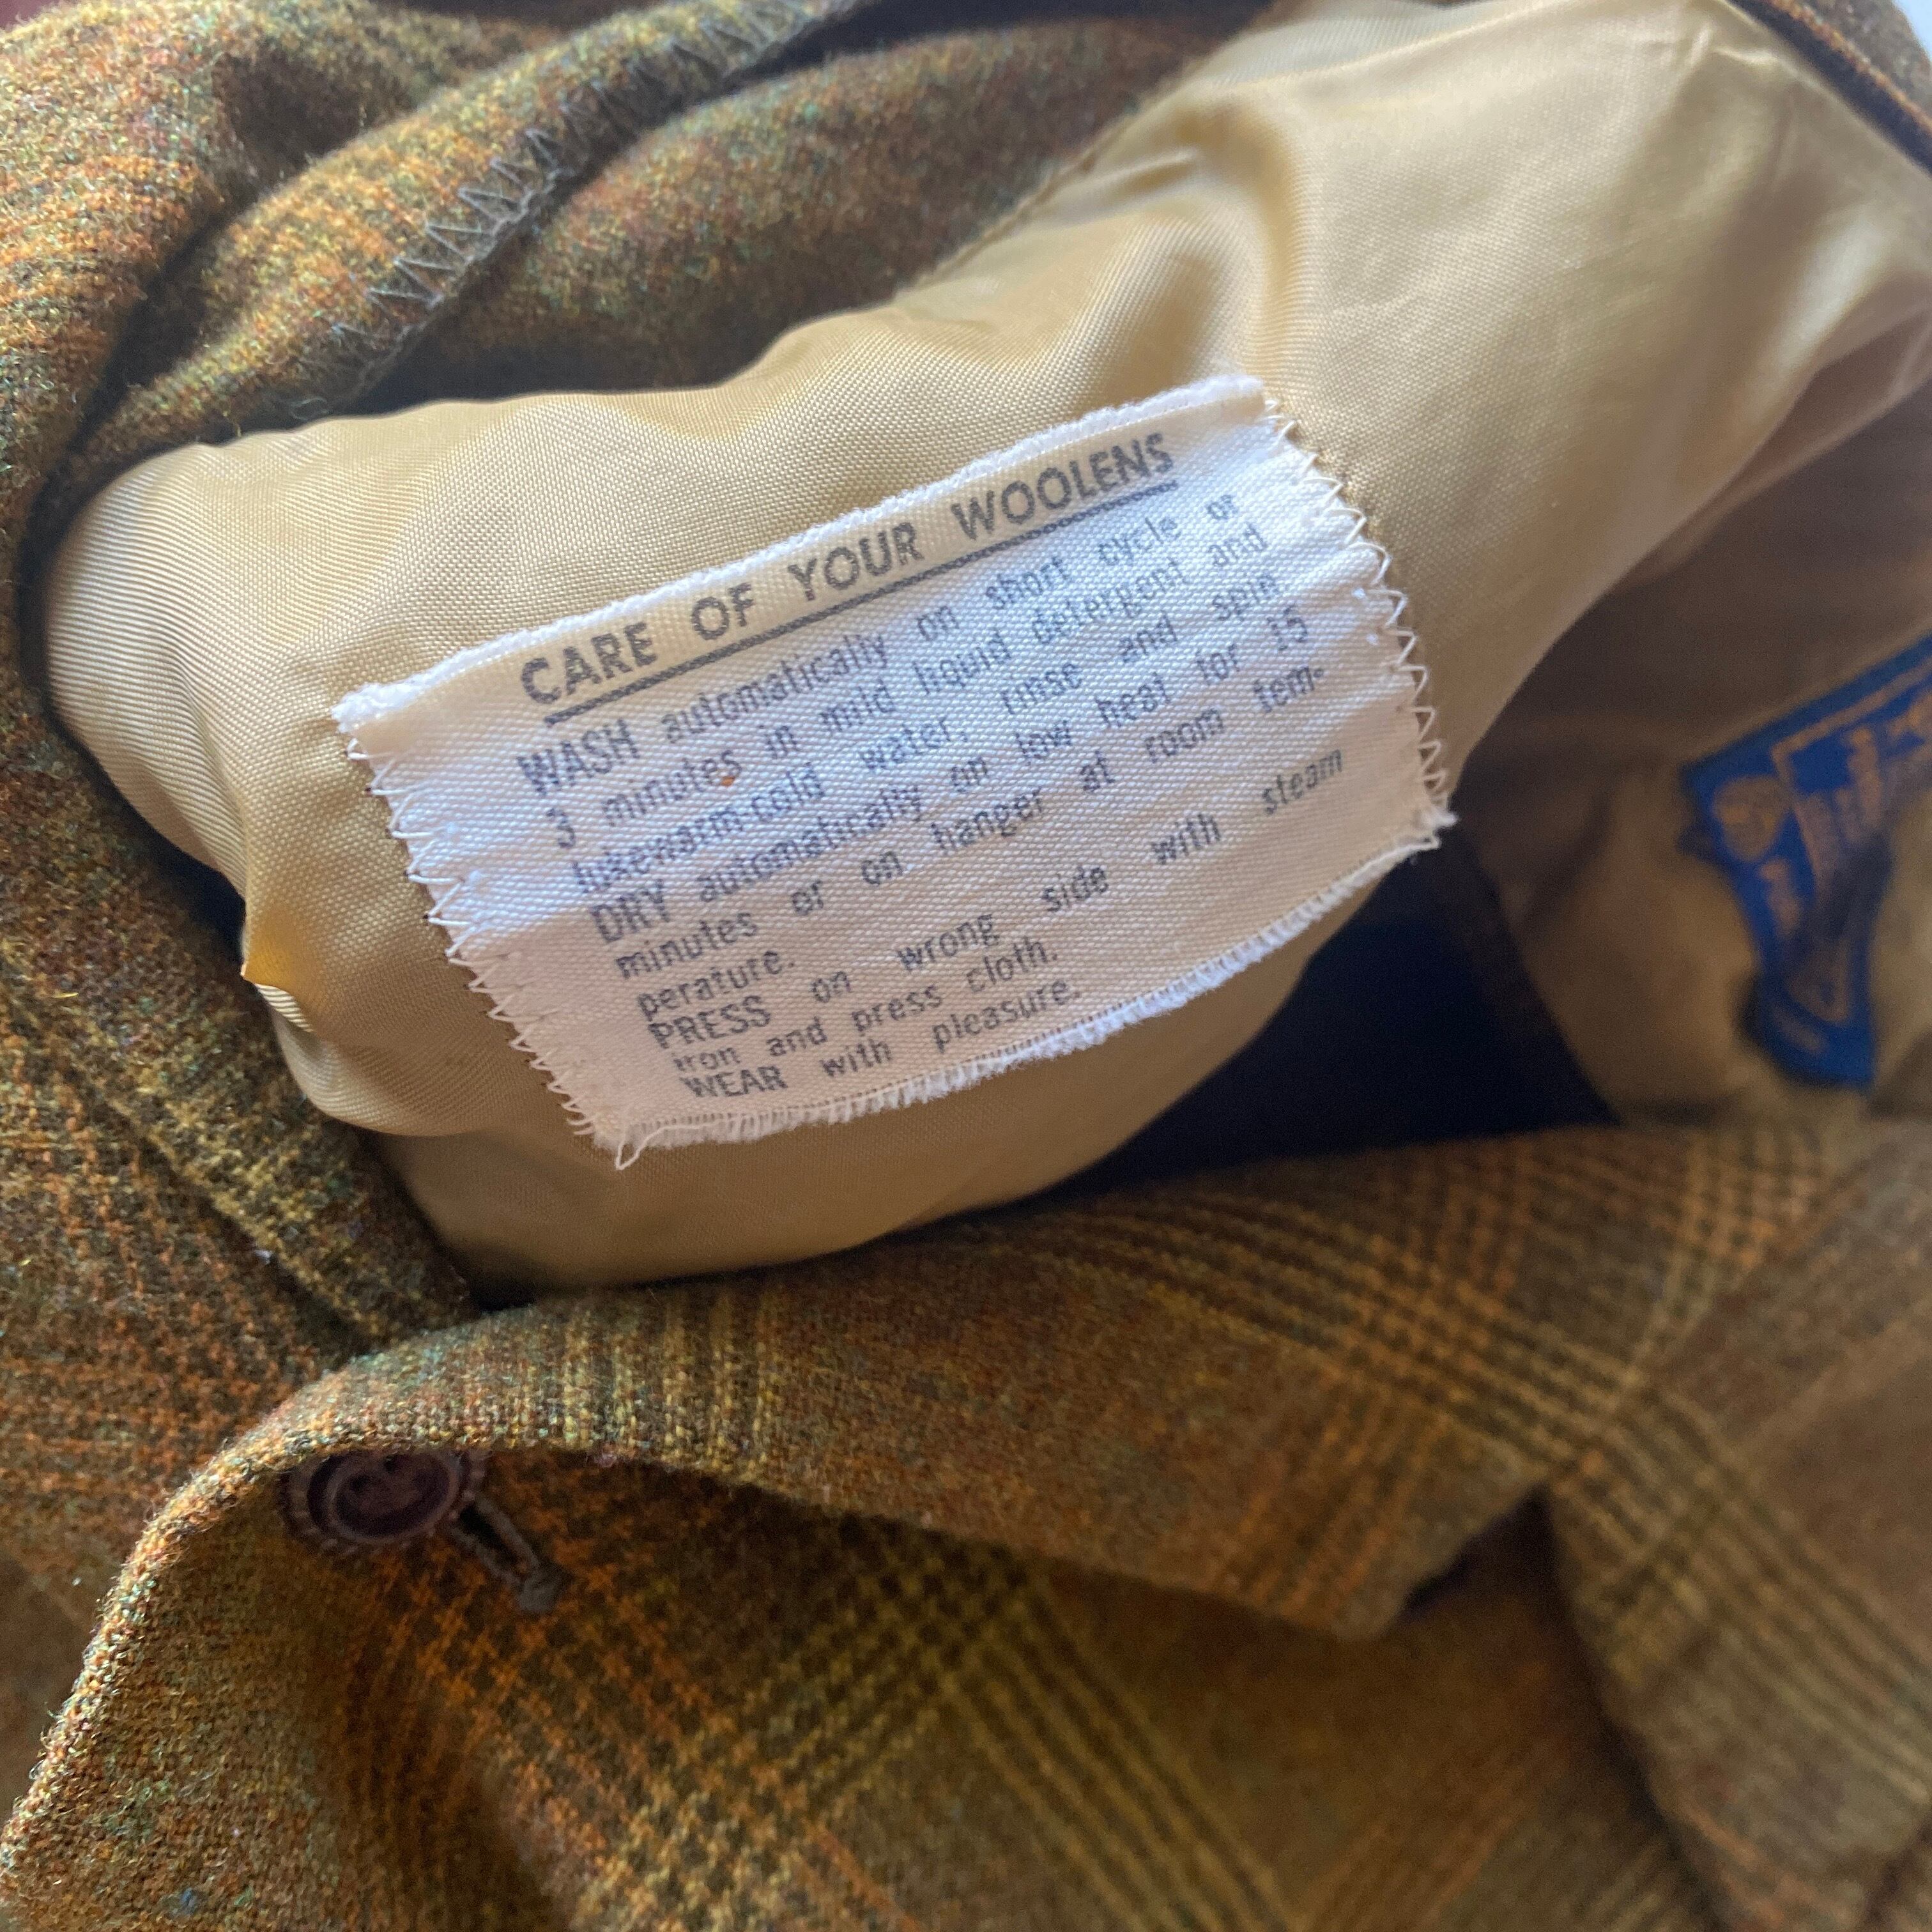 CARE OF YOUR WOOLENS
WASH automatically on short cycle or
3 minutes in mild liquid detergent and
lukewarm-cold water, rinse and spin
DRY automatically on low heat for 15
minutes or on hanger at room tem-
perature.
PRESS on wrong side with steam
iron and press cloth.
WEAR with pleasure.